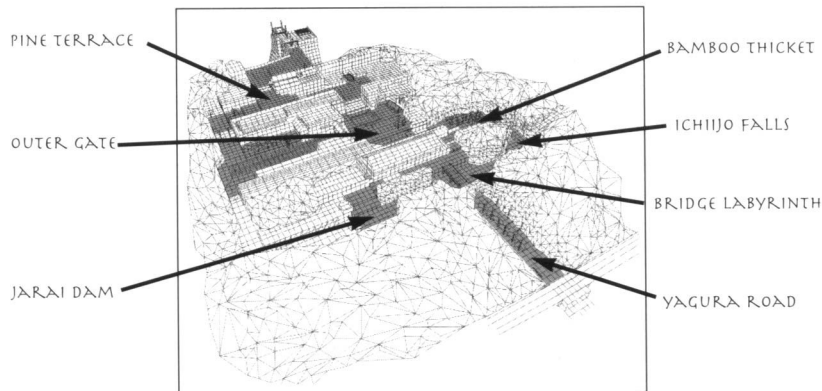 PINE TERRACE
BAMBOO THICKET
OUTER GATE
ICHIIJO FALLS
BRIDGE LABYRINTH
JARAI DAM
YAGURA ROAD